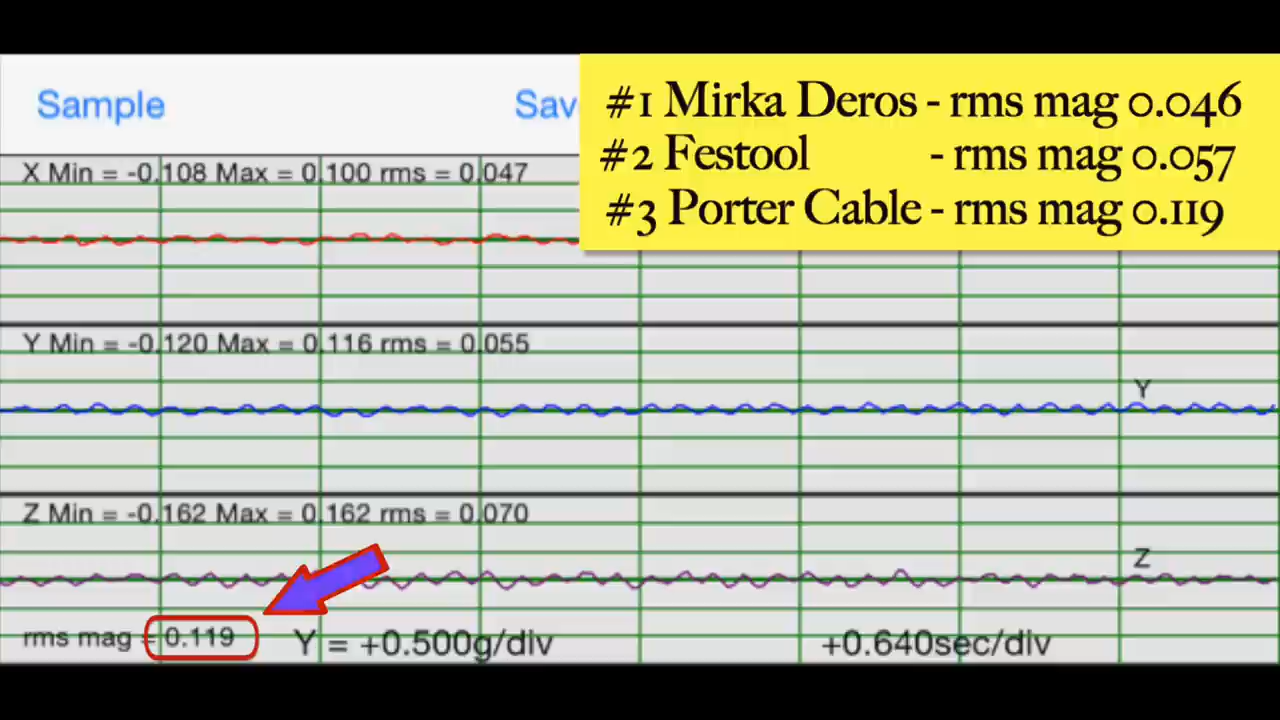 Sample
Sav
#1 Mirka Deros - rms mag 0.046
#2 Festool - rms mag 0.057
#3 Porter Cable - rms mag 0.119
X Min = -0.108 Max = 0.100 rms = 0.047
Y Min = -0.120 Max = 0.116 rms = 0.055
Y
Z Min = -0.162 Max = 0.162 rms = 0.070
Z
rms mag = 0.119
Y = +0.500g/div
+0.640sec/div